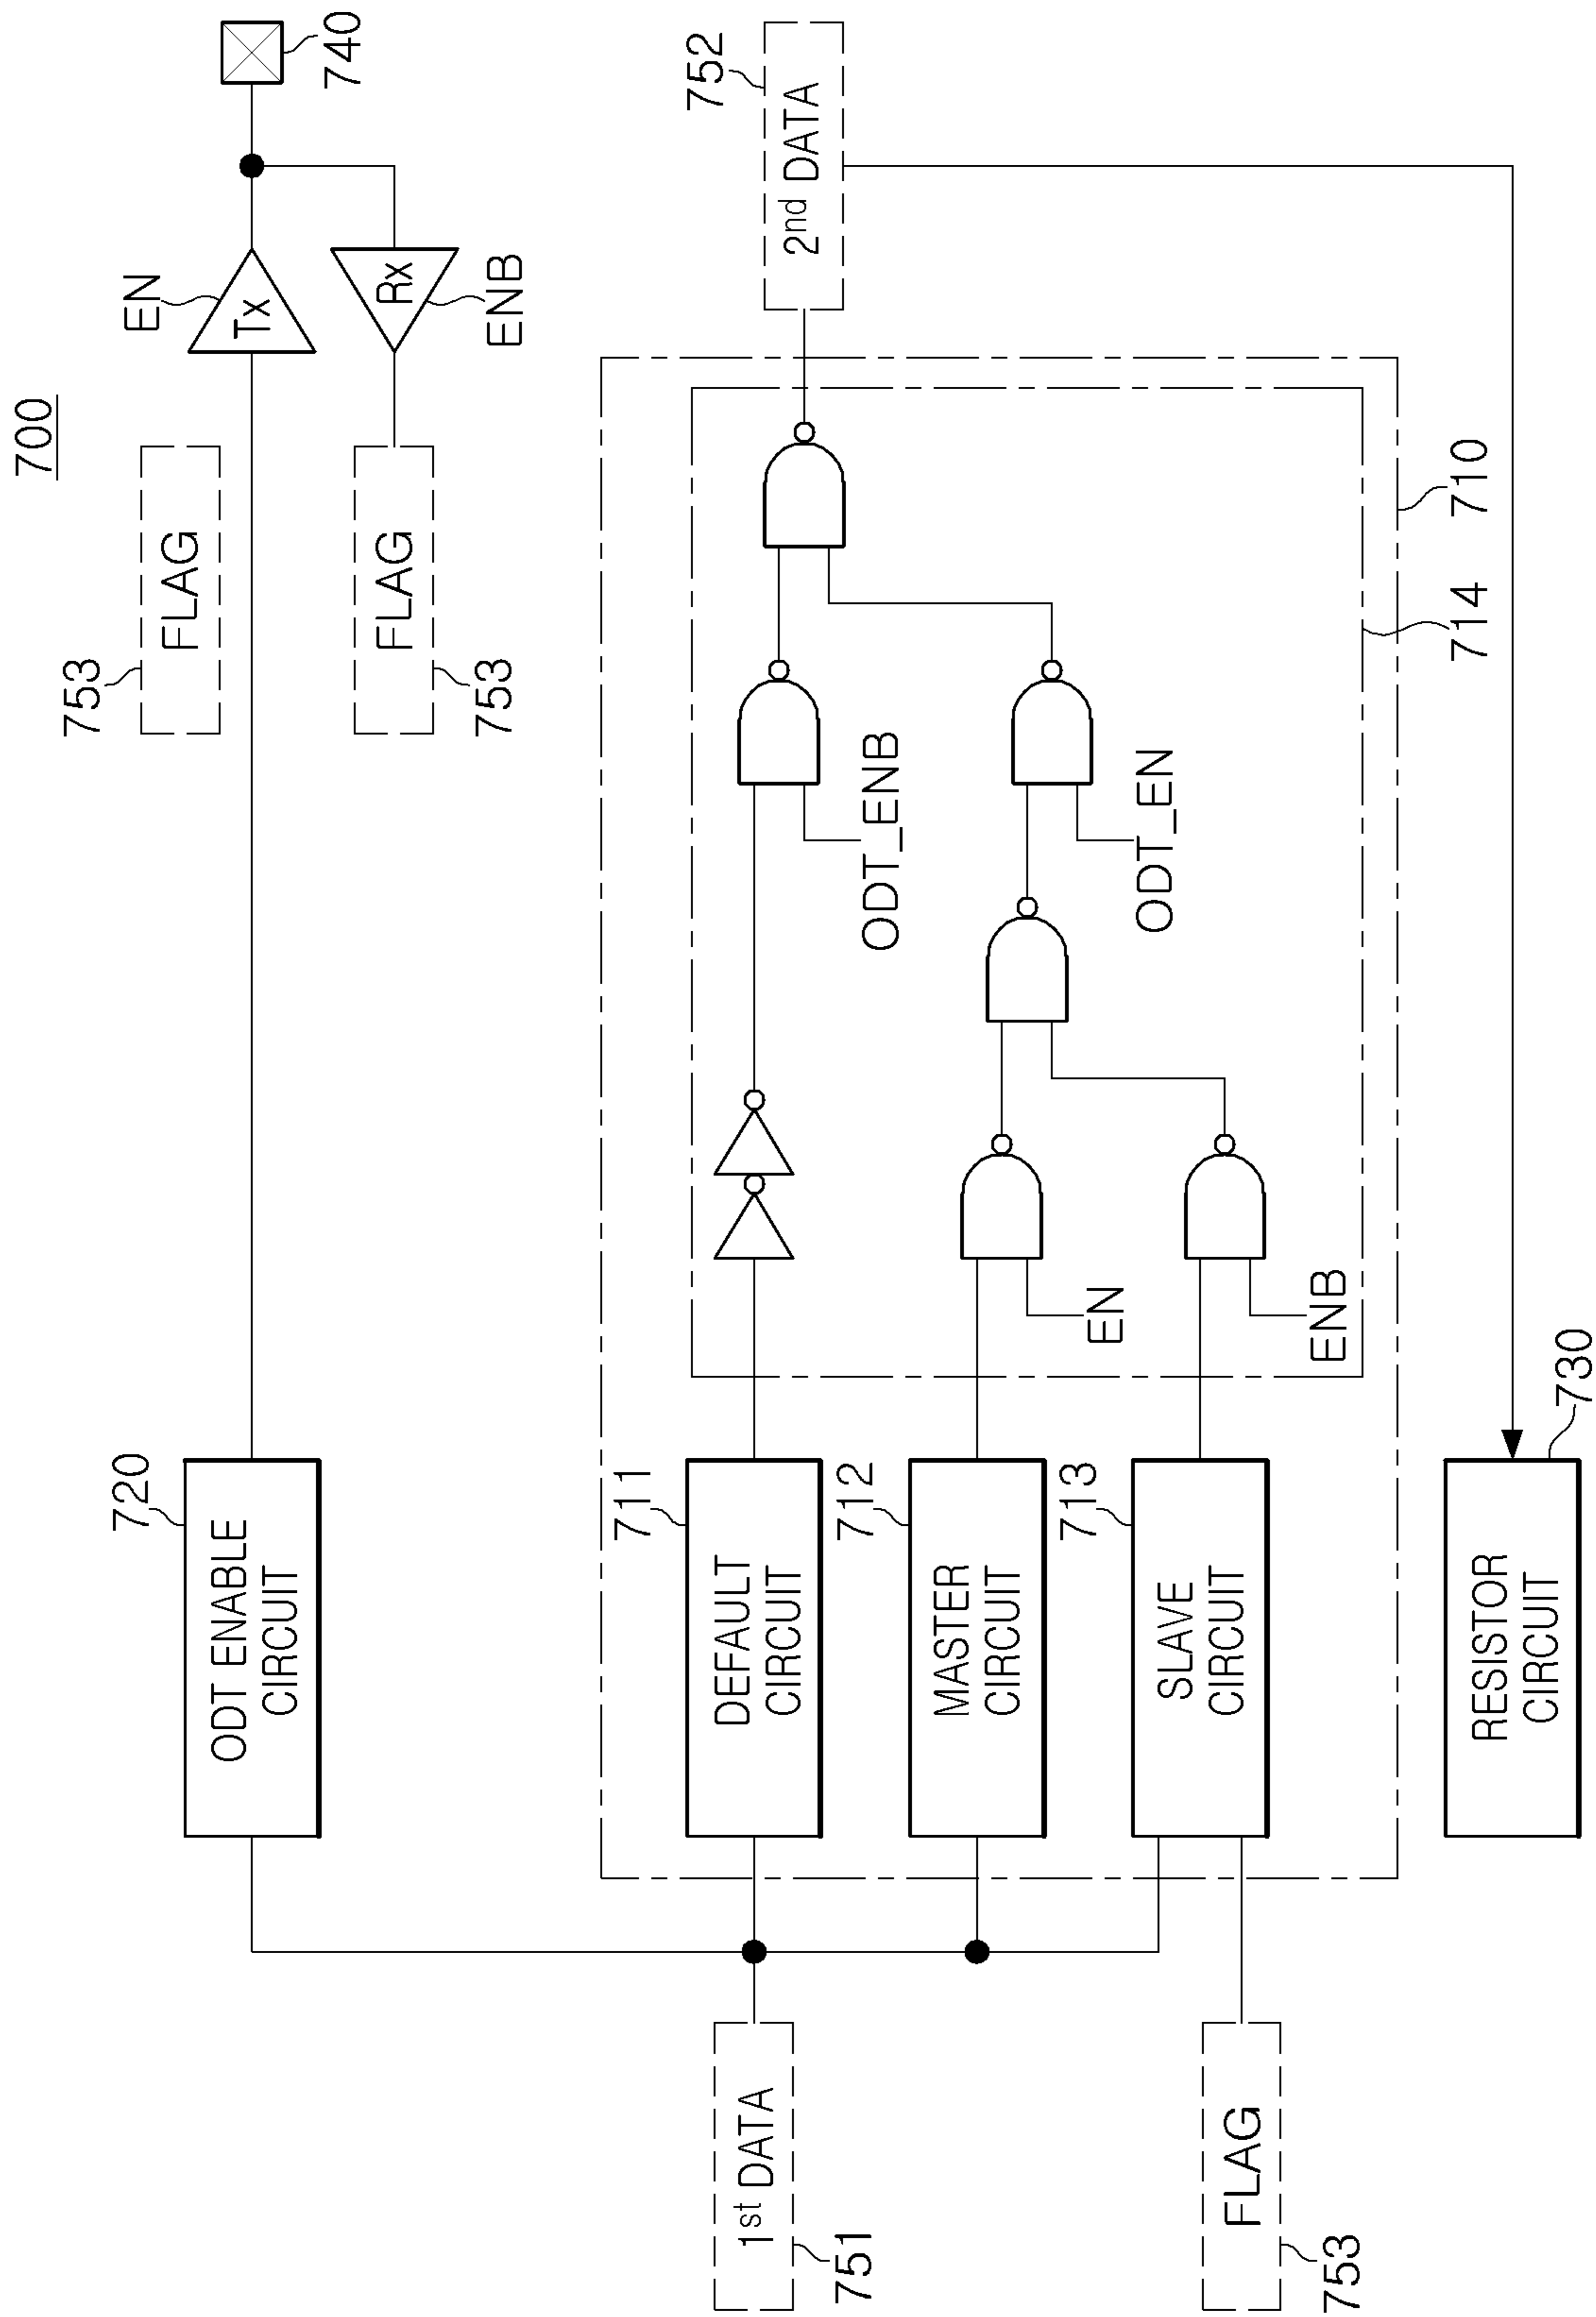 700
753
FLAG
EN
Tx
740
720
ODT ENABLE
CIRCUIT
FLAG
753
Rx
ENB
752
2nd DATA
711
DEFAULT
CIRCUIT
ODT_ENB
1st DATA
751
712
MASTER
CIRCUIT
EN
ODT_EN
713
SLAVE
CIRCUIT
ENB
FLAG
753
714
710
RESISTOR
CIRCUIT
730